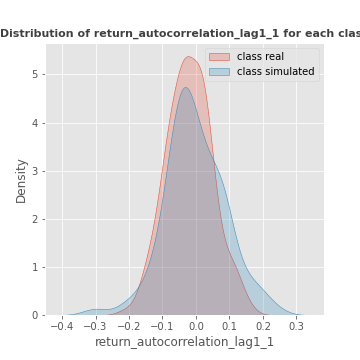 Distribution of return_autocorrelation_lag1_1 for each clas
class real
class simulated
Density
5
4
3
2
1
0
−0.4 −0.3 −0.2 −0.1 0.0 0.1 0.2 0.3
return_autocorrelation_lag1_1